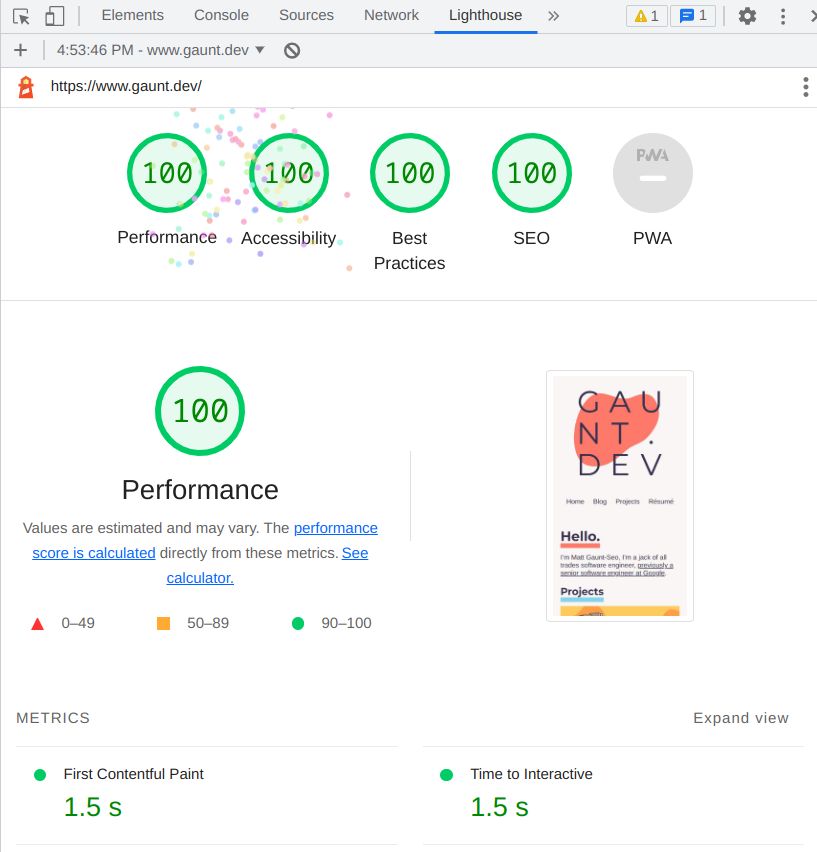 Elements Console Sources Network Lighthouse » 1 1
4:53:46 PM - www.gaunt.dev
https://www.gaunt.dev/
100 100 100 100 PWA
Performance Accessibility Best Practices SEO PWA
100
Performance
Values are estimated and may vary. The performance
score is calculated directly from these metrics. See
calculator.
0–49 50–89 90–100
GAU
NT.
DEV
Home Blog Projects Résumé
Hello.
I'm Matt Gaunt-Seo, I'm a jack of all
trades software engineer, previously a
senior software engineer at Google.
Projects
METRICS Expand view
First Contentful Paint Time to Interactive
1.5 s 1.5 s